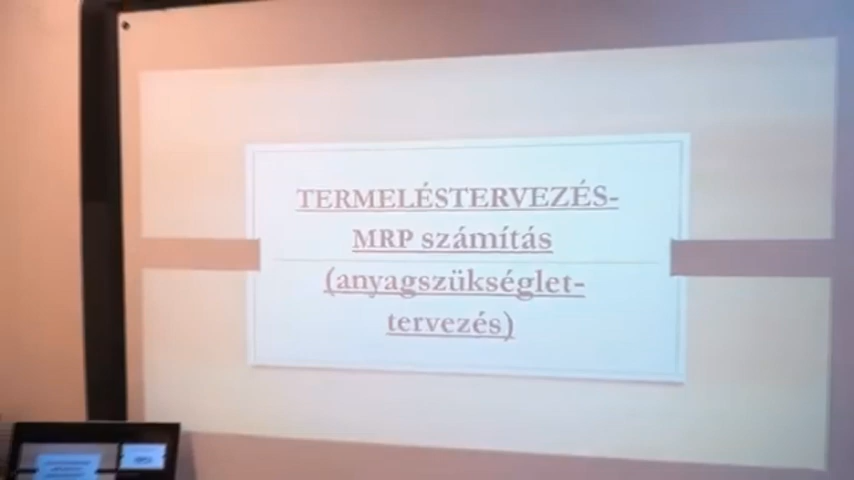 TERMELÉSTERVEZÉS-
MRP számítás
(anyagszükséglet-
tervezés)